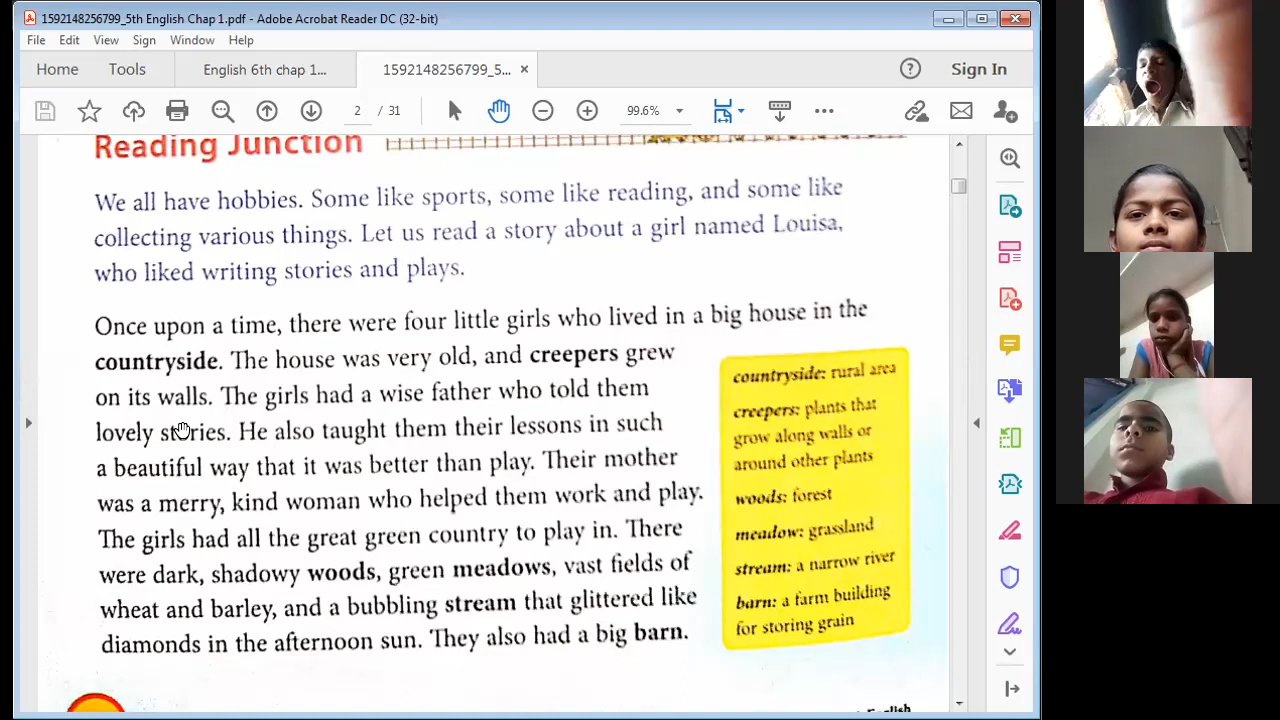 1592148256799_5th English Chap 1.pdf - Adobe Acrobat Reader DC (32-bit)
File Edit View Sign Window Help
Home Tools English 6th chap 1... 1592148256799_5... × Sign In
2 / 31 99.6%
Reading Junction
We all have hobbies. Some like sports, some like reading, and some like
collecting various things. Let us read a story about a girl named Louisa,
who liked writing stories and plays.
Once upon a time, there were four little girls who lived in a big house in the
countryside. The house was very old, and creepers grew
on its walls. The girls had a wise father who told them
lovely stories. He also taught them their lessons in such
a beautiful way that it was better than play. Their mother
was a merry, kind woman who helped them work and play.
The girls had all the great green country to play in. There
were dark, shadowy woods, green meadows, vast fields of
wheat and barley, and a bubbling stream that glittered like
diamonds in the afternoon sun. They also had a big barn.
countryside: rural area
creepers: plants that
grow along walls or
around other plants
woods: forest
meadow: grassland
stream: a narrow river
barn: a farm building
for storing grain
English